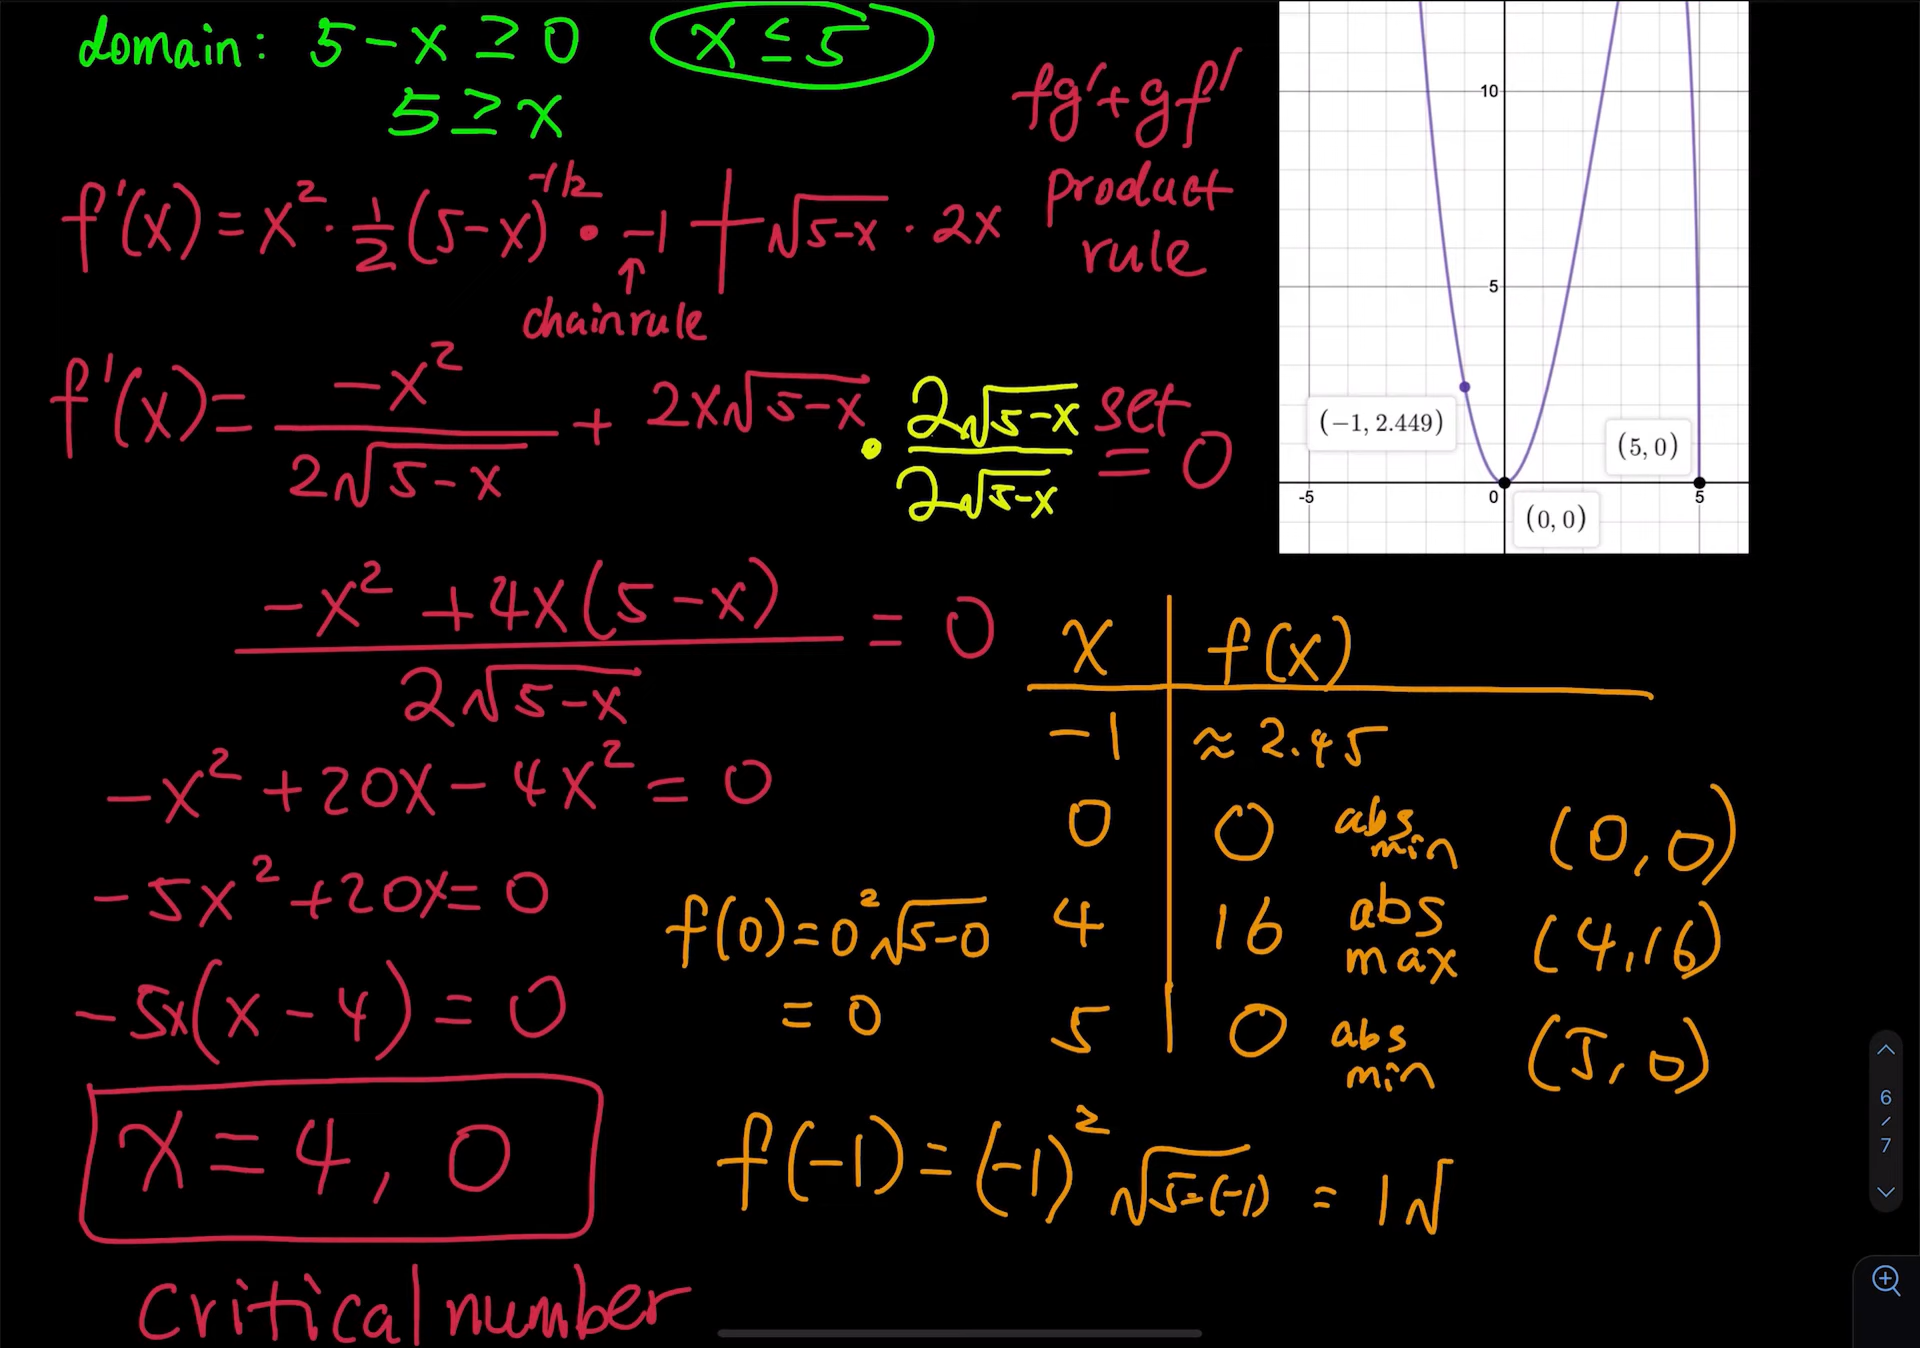 domain: 5-x ≥ 0   x ≤ 5
5 ≥ x
fg'+gf'
product
rule
f'(x) = x² · 1/2 (5-x)^(-1/2) · -1 + √(5-x) · 2x
↑
chain rule
f'(x) = -x²/(2√(5-x)) + 2x√(5-x) · (2√(5-x))/(2√(5-x)) set = 0
(-x² + 4x(5-x))/(2√(5-x)) = 0
-x² + 20x - 4x² = 0
-5x² + 20x = 0
-5x(x-4) = 0
x = 4, 0
critical number
10
5
(-1, 2.449)
(5, 0)
-5 0 5
(0, 0)
x | f(x)
-1 | ≈ 2.45
0 | 0 abs min (0,0)
4 | 16 abs max (4,16)
5 | 0 abs min (5,0)
f(0) = 0²√(5-0)
= 0
f(-1) = (-1)² √(5-(-1)) = 1√
6
/
7